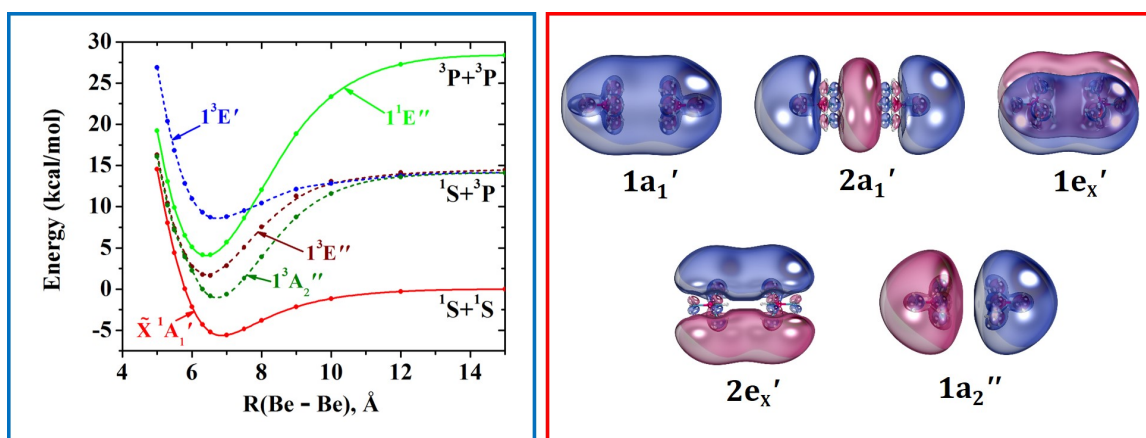 30
25
20
15
10
5
0
-5
Energy (kcal/mol)
³P+³P
1¹E″
1³E′
¹S+³P
1³E″
1³A₂″
¹S+¹S
X̃ ¹A₁′
4 6 8 10 12 14
R(Be – Be), Å
1a₁′
2a₁′
1eₓ′
2eₓ′
1a₂″